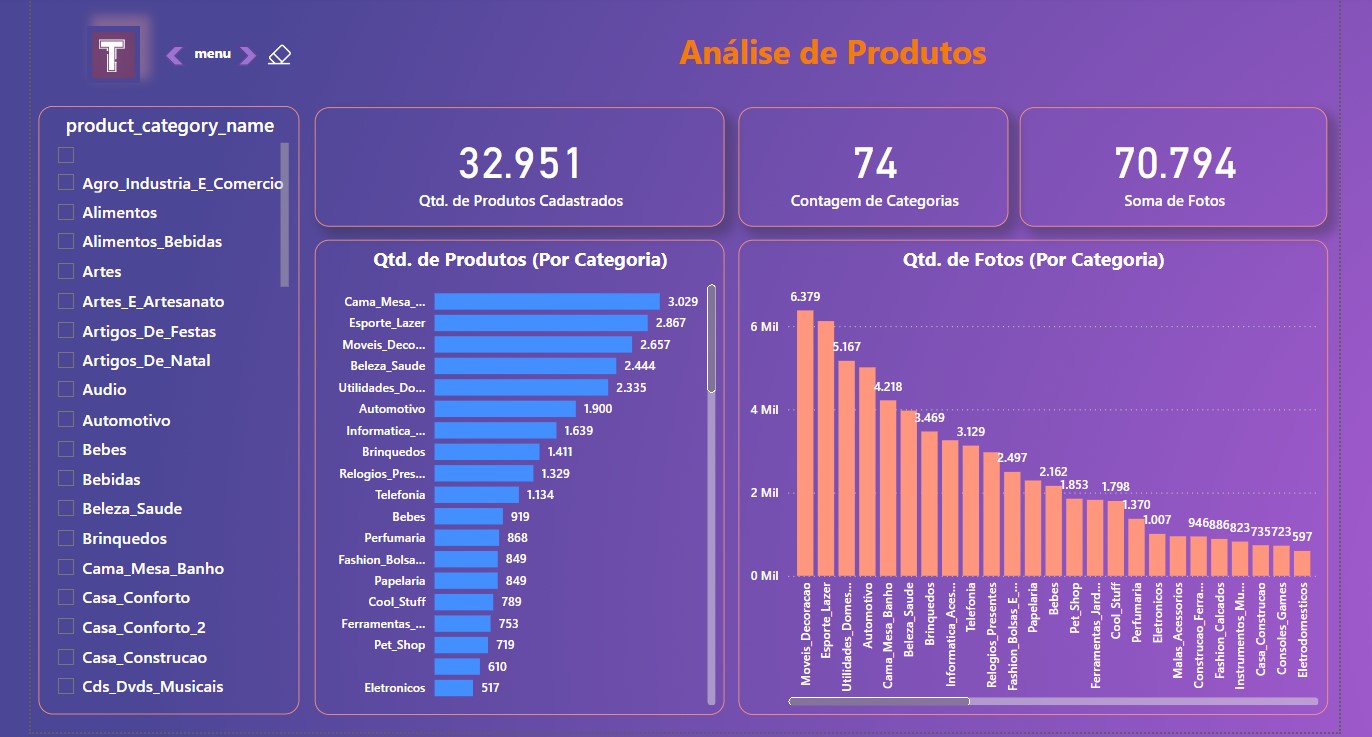 T
menu
Análise de Produtos
product_category_name
Agro_Industria_E_Comercio
Alimentos
Alimentos_Bebidas
Artes
Artes_E_Artesanato
Artigos_De_Festas
Artigos_De_Natal
Audio
Automotivo
Bebes
Bebidas
Beleza_Saude
Brinquedos
Cama_Mesa_Banho
Casa_Conforto
Casa_Conforto_2
Casa_Construcao
Cds_Dvds_Musicais
32.951
Qtd. de Produtos Cadastrados
74
Contagem de Categorias
70.794
Soma de Fotos
Qtd. de Produtos (Por Categoria)
Cama_Mesa_... 3.029
Esporte_Lazer 2.867
Moveis_Deco... 2.657
Beleza_Saude 2.444
Utilidades_Do... 2.335
Automotivo 1.900
Informatica_... 1.639
Brinquedos 1.411
Relogios_Pres... 1.329
Telefonia 1.134
Bebes 919
Perfumaria 868
Fashion_Bolsa... 849
Papelaria 849
Cool_Stuff 789
Ferramentas_... 753
Pet_Shop 719
610
Eletronicos 517
Qtd. de Fotos (Por Categoria)
6 Mil
4 Mil
2 Mil
0 Mil
6.379
5.167
4.218
3.469
3.129
2.497
2.162
1.853
1.798
1.370
1.007
946
886
823
735
723
597
Moveis_Decoracao
Esporte_Lazer
Utilidades_Domes...
Automotivo
Cama_Mesa_Banho
Beleza_Saude
Brinquedos
Informatica_Aces...
Telefonia
Relogios_Presentes
Fashion_Bolsas_E_...
Papelaria
Bebes
Pet_Shop
Ferramentas_Jard...
Cool_Stuff
Perfumaria
Eletronicos
Malas_Acessorios
Construcao_Ferra...
Fashion_Calcados
Instrumentos_Mu...
Casa_Construcao
Consoles_Games
Eletrodomesticos